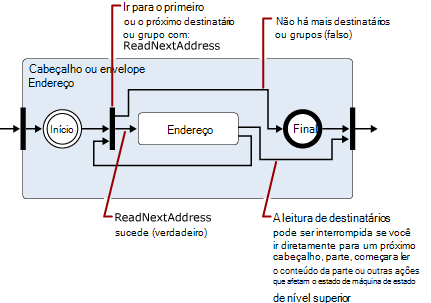 Ir para o primeiro
ou o próximo destinatário
ou grupo com:
ReadNextAddress
Não há mais destinatários
ou grupos (falso)
Cabeçalho ou envelope
Endereço
Início
Endereço
Final
ReadNextAddress
sucede (verdadeiro)
A leitura de destinatários
pode ser interrompida se você
ir diretamente para um próximo
cabeçalho, parte, começara ler
o conteúdo da parte ou outras ações
que afetam o estado de máquina de estado
de nível superior